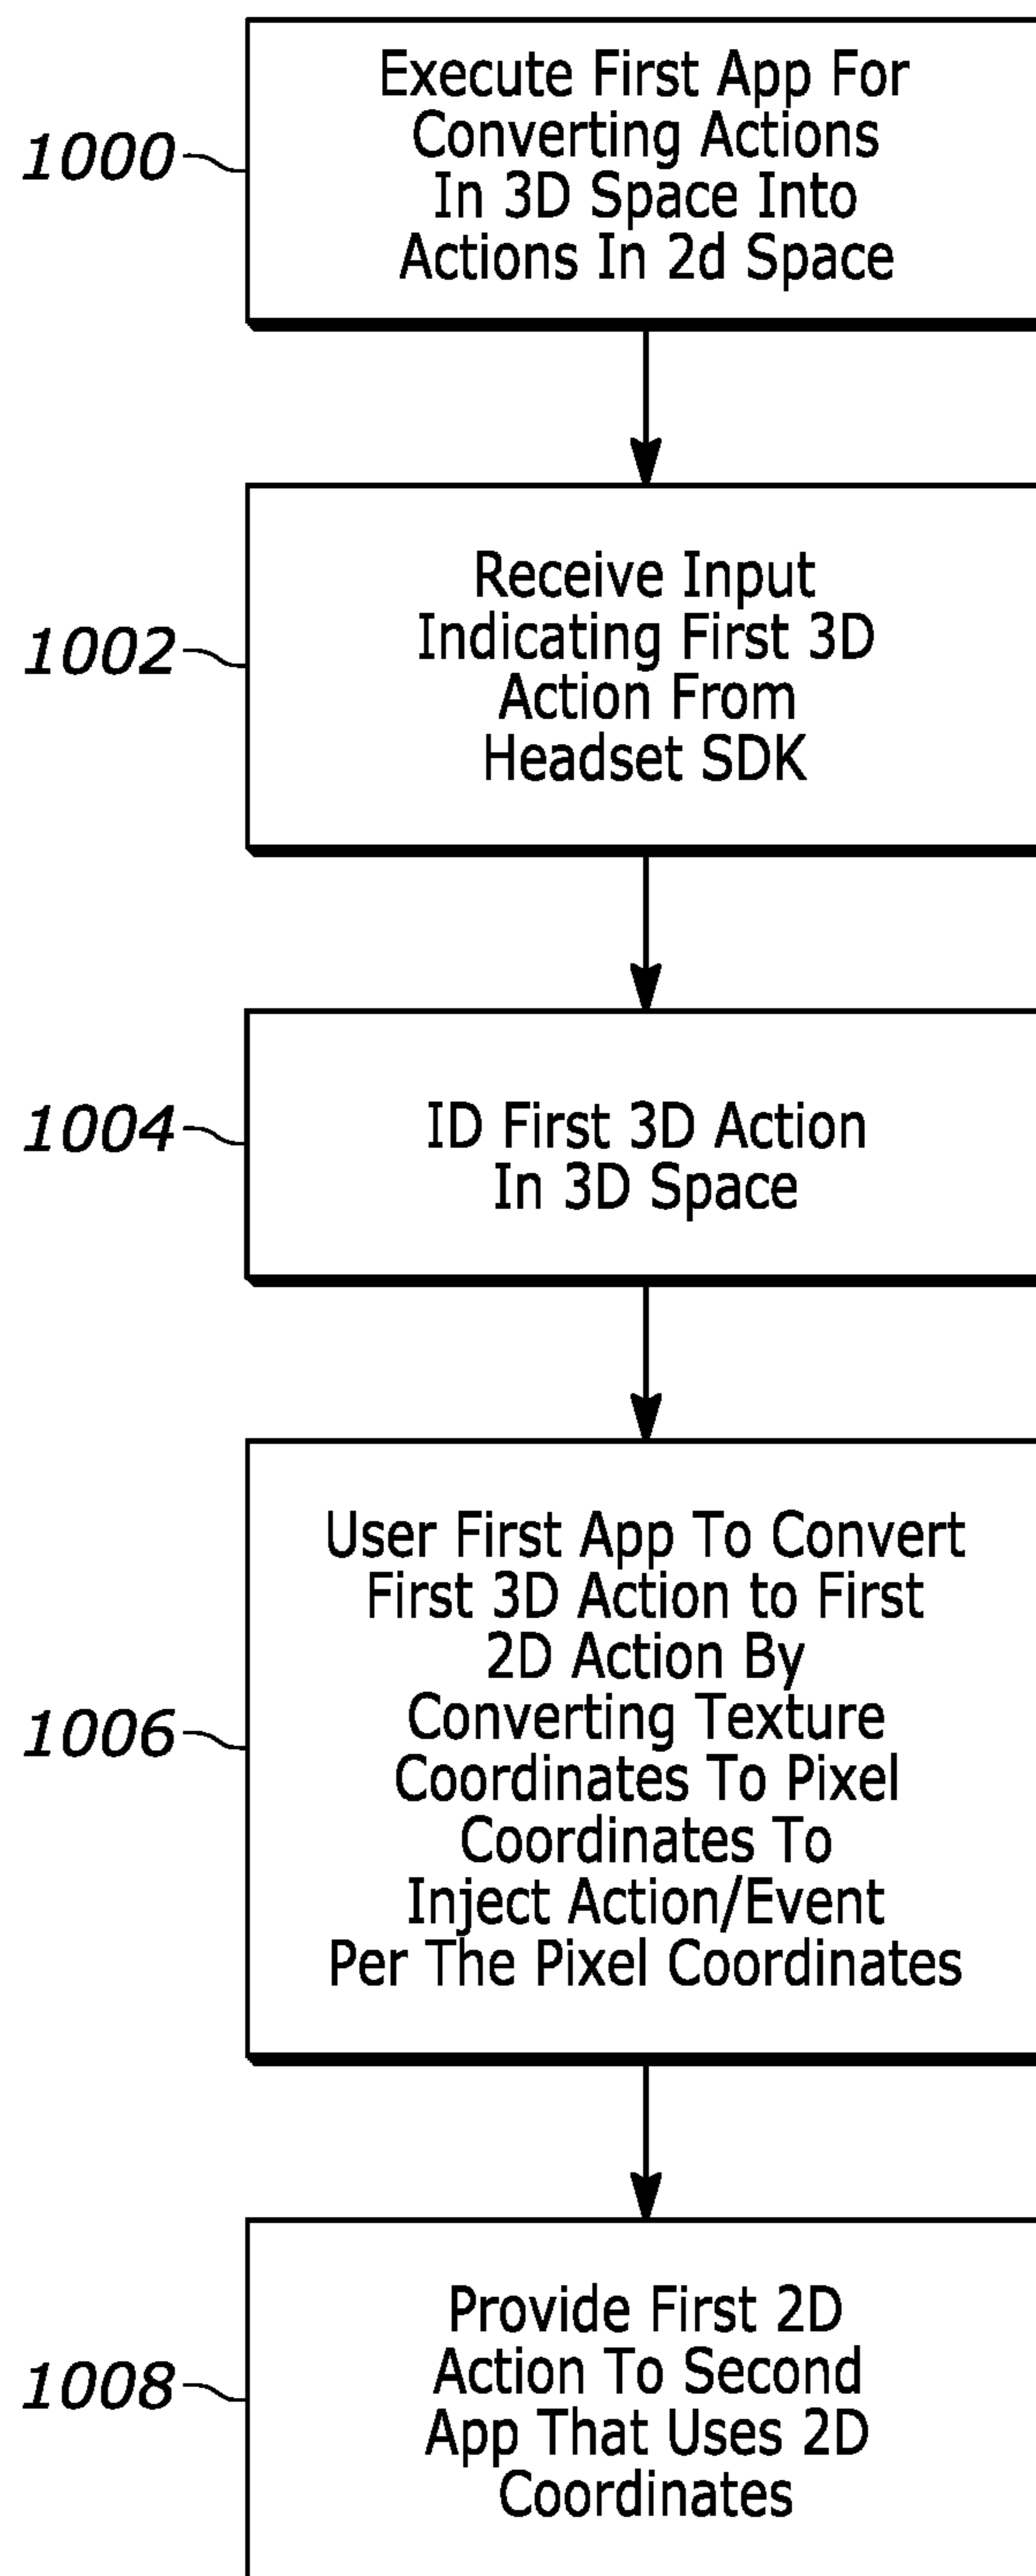 1000
Execute First App For
Converting Actions
In 3D Space Into
Actions In 2d Space
1002
Receive Input
Indicating First 3D
Action From
Headset SDK
1004
ID First 3D Action
In 3D Space
1006
User First App To Convert
First 3D Action to First
2D Action By
Converting Texture
Coordinates To Pixel
Coordinates To
Inject Action/Event
Per The Pixel Coordinates
1008
Provide First 2D
Action To Second
App That Uses 2D
Coordinates